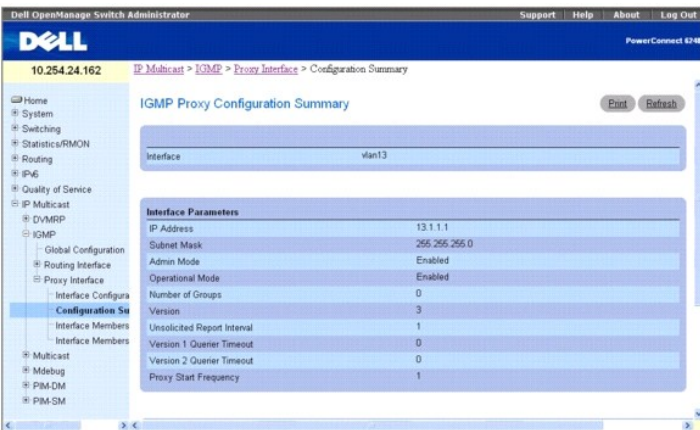 Dell OpenManage Switch Administrator
Support Help About Log Out
DELL
PowerConnect 624
10.254.24.162
IP Multicast > IGMP > Proxy Interface > Configuration Summary
Home
System
Switching
Statistics/RMON
Routing
IPv6
Quality of Service
IP Multicast
DVMRP
IGMP
Global Configuration
Routing Interface
Proxy Interface
Interface Configura
Configuration Su
Interface Members
Interface Members
Multicast
Mdebug
PIM-DM
PIM-SM
IGMP Proxy Configuration Summary
Print Refresh
Interface vlan13
Interface Parameters
IP Address 13.1.1.1
Subnet Mask 255.255.255.0
Admin Mode Enabled
Operational Mode Enabled
Number of Groups 0
Version 3
Unsolicited Report Interval 1
Version 1 Querier Timeout 0
Version 2 Querier Timeout 0
Proxy Start Frequency 1